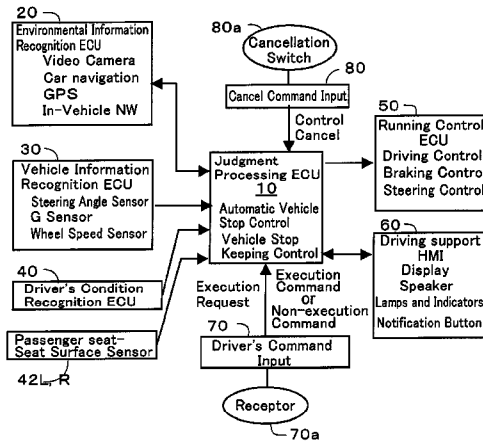 20
Environmental Information
Recognition ECU
Video Camera
Car navigation
GPS
In-Vehicle NW
80a
Cancellation
Switch
80
Cancel Command Input
Control
Cancel
50
Running Control
ECU
Driving Control
Braking Control
Steering Control
30
Vehicle Information
Recognition ECU
Steering Angle Sensor
G Sensor
Wheel Speed Sensor
Judgment
Processing ECU
10
Automatic Vehicle
Stop Control
Vehicle Stop
Keeping Control
60
Driving support
HMI
Display
Speaker
Lamps and Indicators
Notification Button
40
Driver's Condition
Recognition ECU
Execution
Request
Execution
Command
or
Non-execution
Command
Passenger seat-
Seat Surface Sensor
42L, R
70
Driver's Command
Input
Receptor
70a